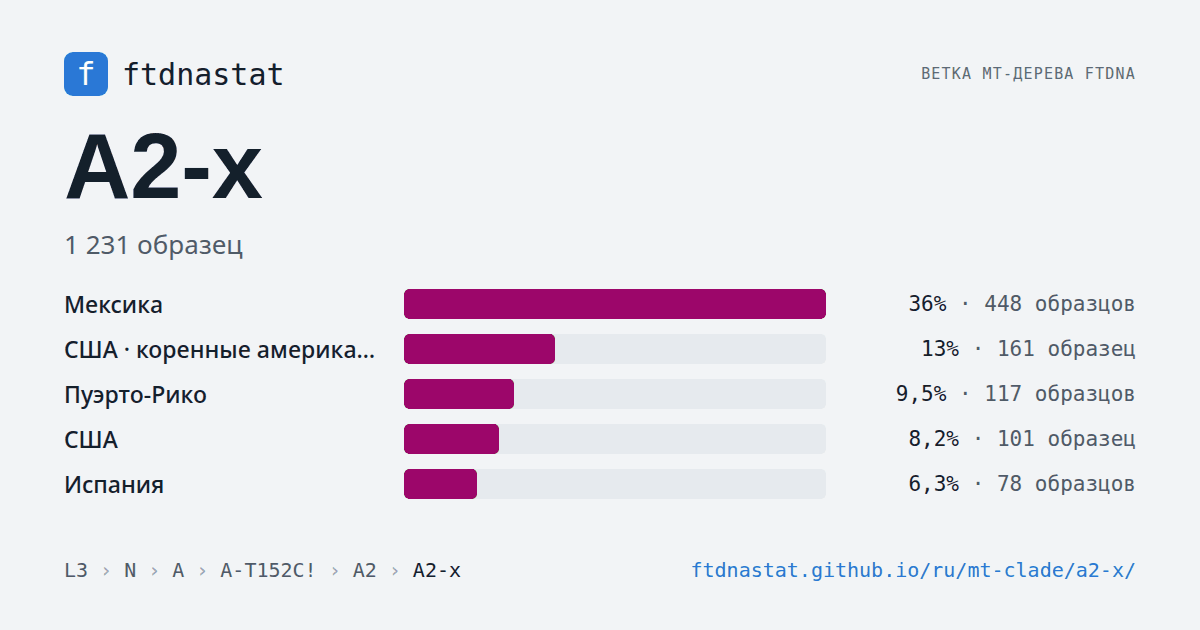 f ftdnastat
ВЕТКА МТ-ДЕРЕВА FTDNA
A2-x
1 231 образец
Мексика 36% · 448 образцов
США · коренные америка… 13% · 161 образец
Пуэрто-Рико 9,5% · 117 образцов
США 8,2% · 101 образец
Испания 6,3% · 78 образцов
L3 › N › A › A-T152C! › A2 › A2-x
ftdnastat.github.io/ru/mt-clade/a2-x/